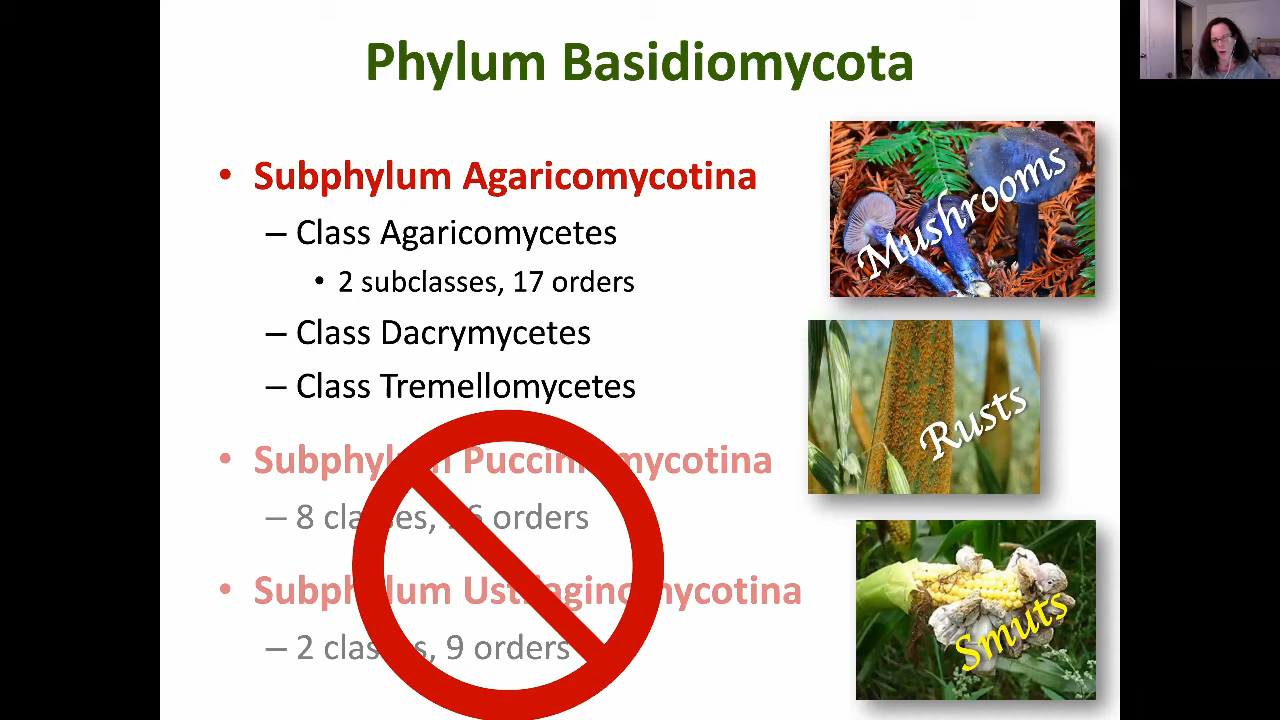 Phylum Basidiomycota
• Subphylum Agaricomycotina
– Class Agaricomycetes
• 2 subclasses, 17 orders
– Class Dacrymycetes
– Class Tremellomycetes
• Subphylum Pucciniomycotina
– 8 classes, orders
• Subphylum Ustilaginomycotina
– 2 classes, 9 orders
Mushrooms
Rusts
Smuts